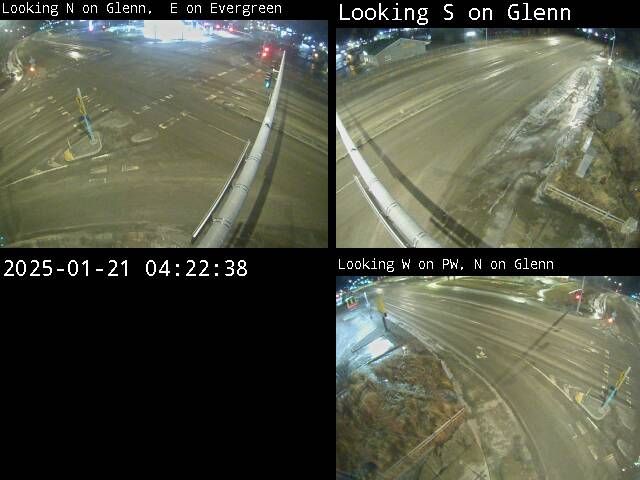 Looking N on Glenn,  E on Evergreen
Looking S on Glenn
2025-01-21 04:22:38
Looking W on PW, N on Glenn